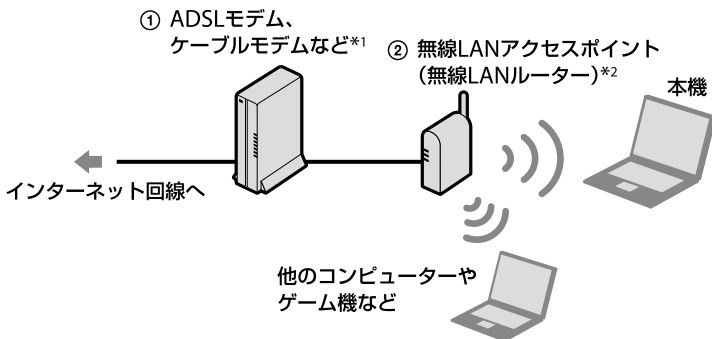 ① ADSLモデム、
ケーブルモデムなど*1
② 無線LANアクセスポイント
（無線LANルーター）*2
本機
インターネット回線へ
他のコンピューターや
ゲーム機など